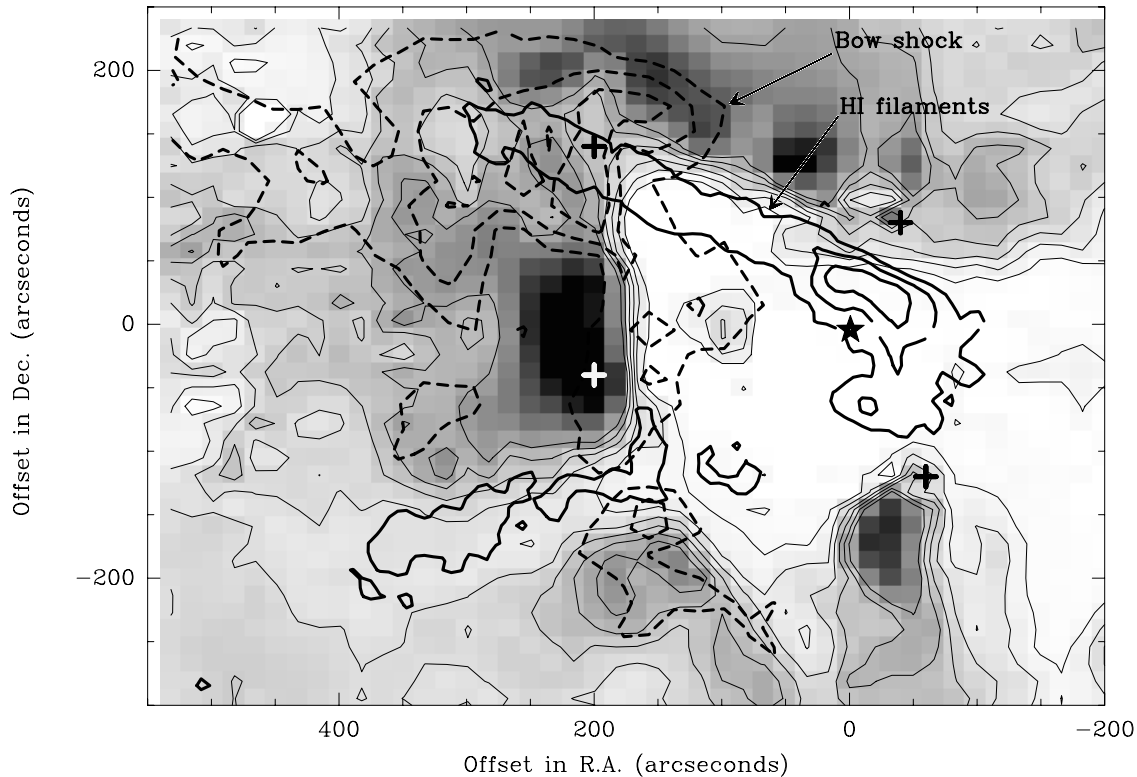 Bow shock
HI filaments
200
0
−200
Offset in Dec. (arcseconds)
400
200
0
−200
Offset in R.A. (arcseconds)